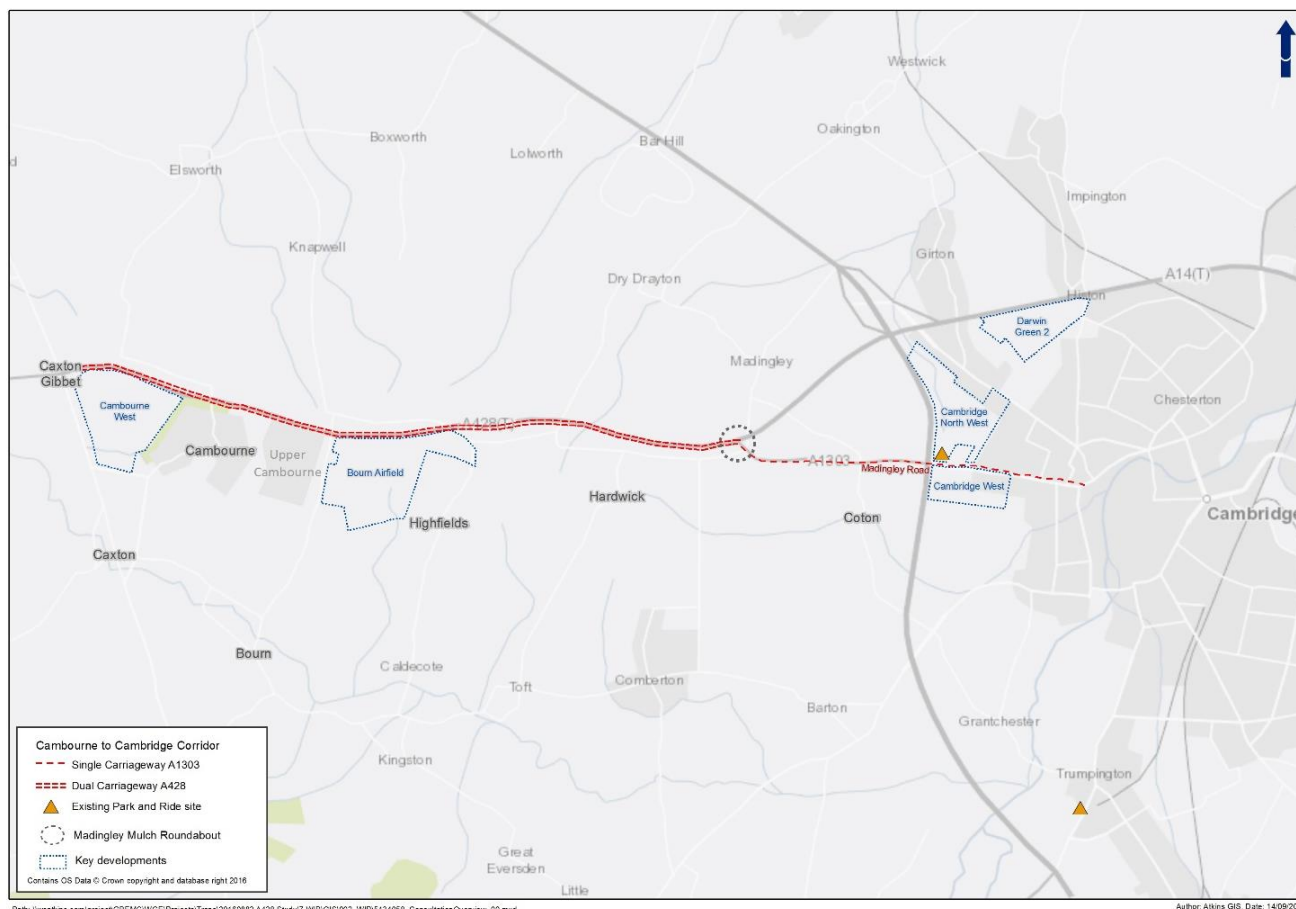 Westwick
Oakington
Bar Hill
Boxworth
Lolworth
Elsworth
d
Impington
Knapwell
Girton
Dry Drayton
A14(T)
Histon
Darwin
Green 2
Madingley
Caxton
Gibbet
Cambourne
West
Chesterton
Cambridge
North West
A428(T)
Cambourne
Upper
Cambourne
Bourn Airfield
A1303
Madingley Road
Cambridge West
Hardwick
Highfields
Coton
Cambridge
Caxton
Bourn
Caldecote
Toft
Comberton
Barton
Grantchester
Kingston
Trumpington
Great
Eversden
Little
Cambourne to Cambridge Corridor
Single Carriageway A1303
Dual Carriageway A428
Existing Park and Ride site
Madingley Mulch Roundabout
Key developments
Contains OS Data © Crown copyright and database right 2016
Author: Atkins GIS, Date: 14/09/20